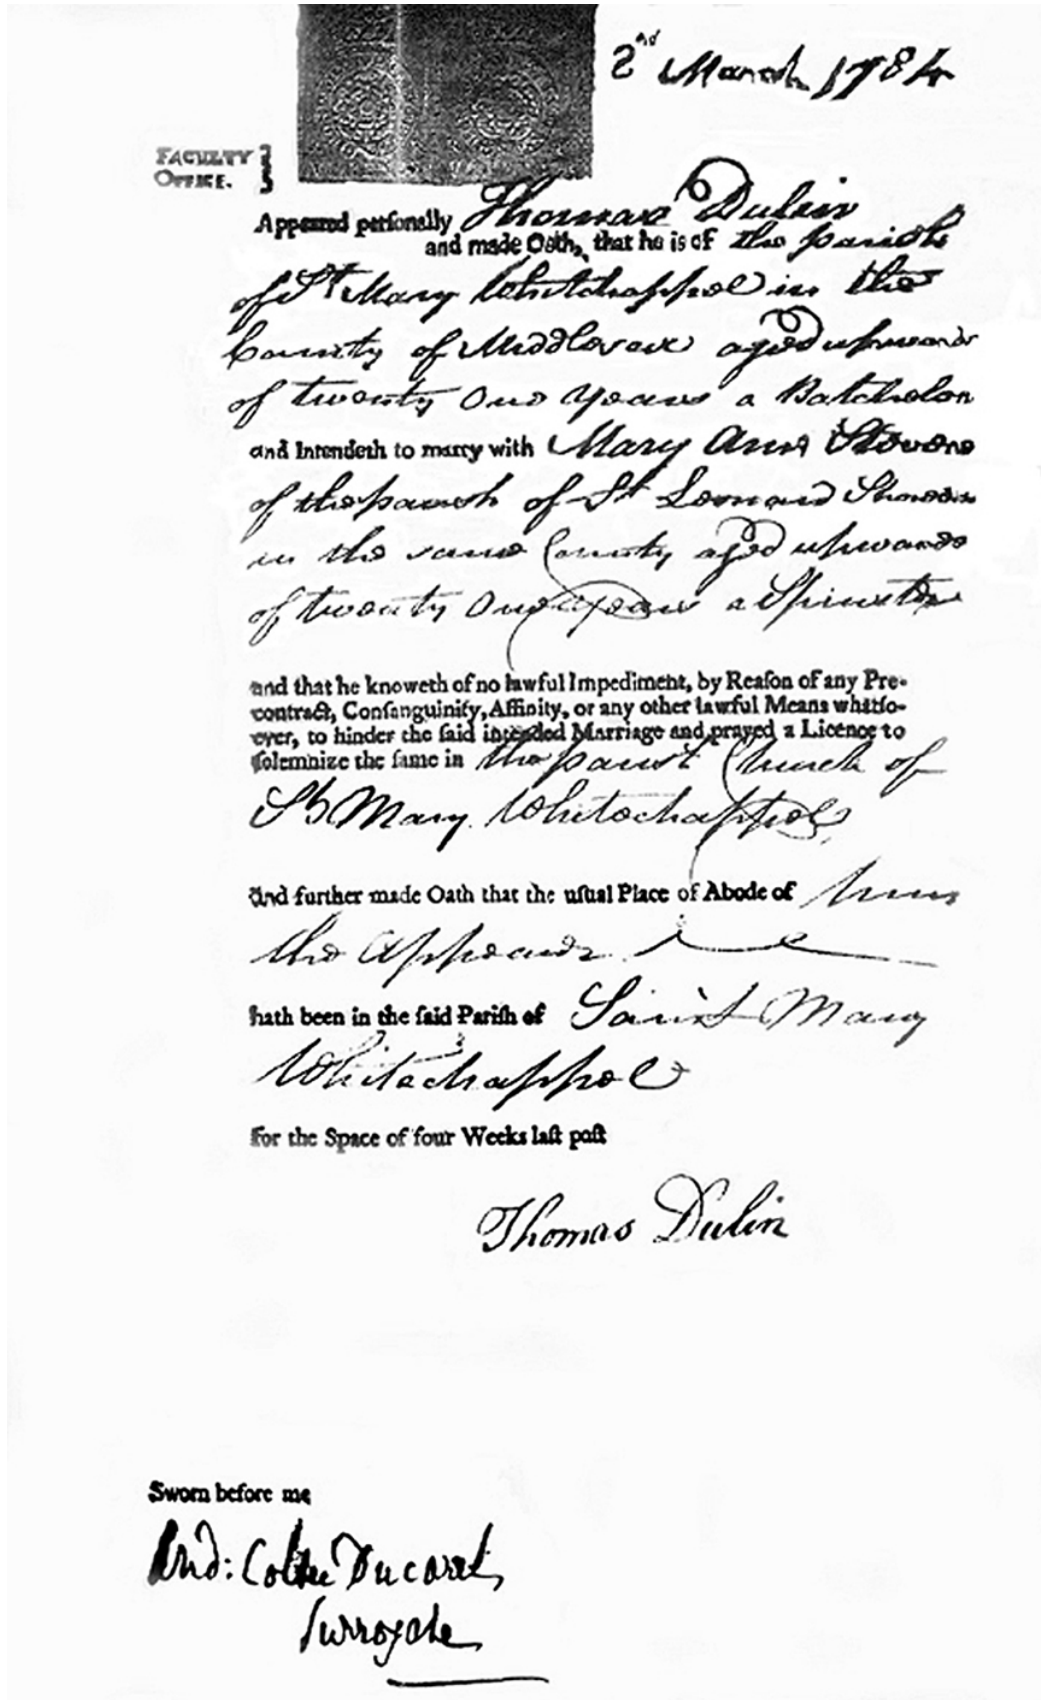 2nd March 1784
FACULTY
OFFICE.
Appeared personally Thomas Dulin
and made Oath, that he is of the parish
of St Mary Whitchappel in the
County of Middlesex aged upwards
of twenty One Years a Batchelor
and Intendeth to marry with Mary Ann Stevens
of the parish of St Leonard
in the same County aged upwards
of twenty One years a Spinster
and that he knoweth of no lawful Impediment, by Reaſon of any Pre-
contract, Conſanguinity, Affinity, or any other lawful Means whatſo-
ever, to hinder the ſaid intended Marriage and prayed a Licence to
ſolemnize the ſame in the parish Church of
St Mary Whitechappel
And further made Oath that the uſual Place of Abode of him
the Appearer
hath been in the ſaid Pariſh of Saint Mary
Whitechappel
For the Space of four Weeks laſt paſt
Thomas Dulin
Sworn before me
And: Coltee Ducarel,
Surrogate